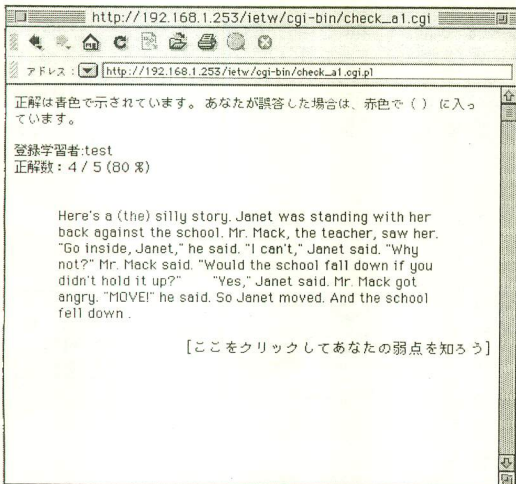 http://192.168.1.253/ietw/cgi-bin/check_a1.cgi
アドレス: http://192.168.1.253/ietw/cgi-bin/check_a1.cgi.pl
正解は青色で示されています。あなたが誤答した場合は、赤色で ( ) に入っ
ています。
登録学習者:test
正解数: 4 / 5 (80 %)
Here's a (the) silly story. Janet was standing with her
back against the school. Mr. Mack, the teacher, saw her.
"Go inside, Janet," he said. "I can't," Janet said. "Why
not?" Mr. Mack said. "Would the school fall down if you
didn't hold it up?" "Yes," Janet said. Mr. Mack got
angry. "MOVE!" he said. So Janet moved. And the school
fell down .
[ここをクリックしてあなたの弱点を知ろう]